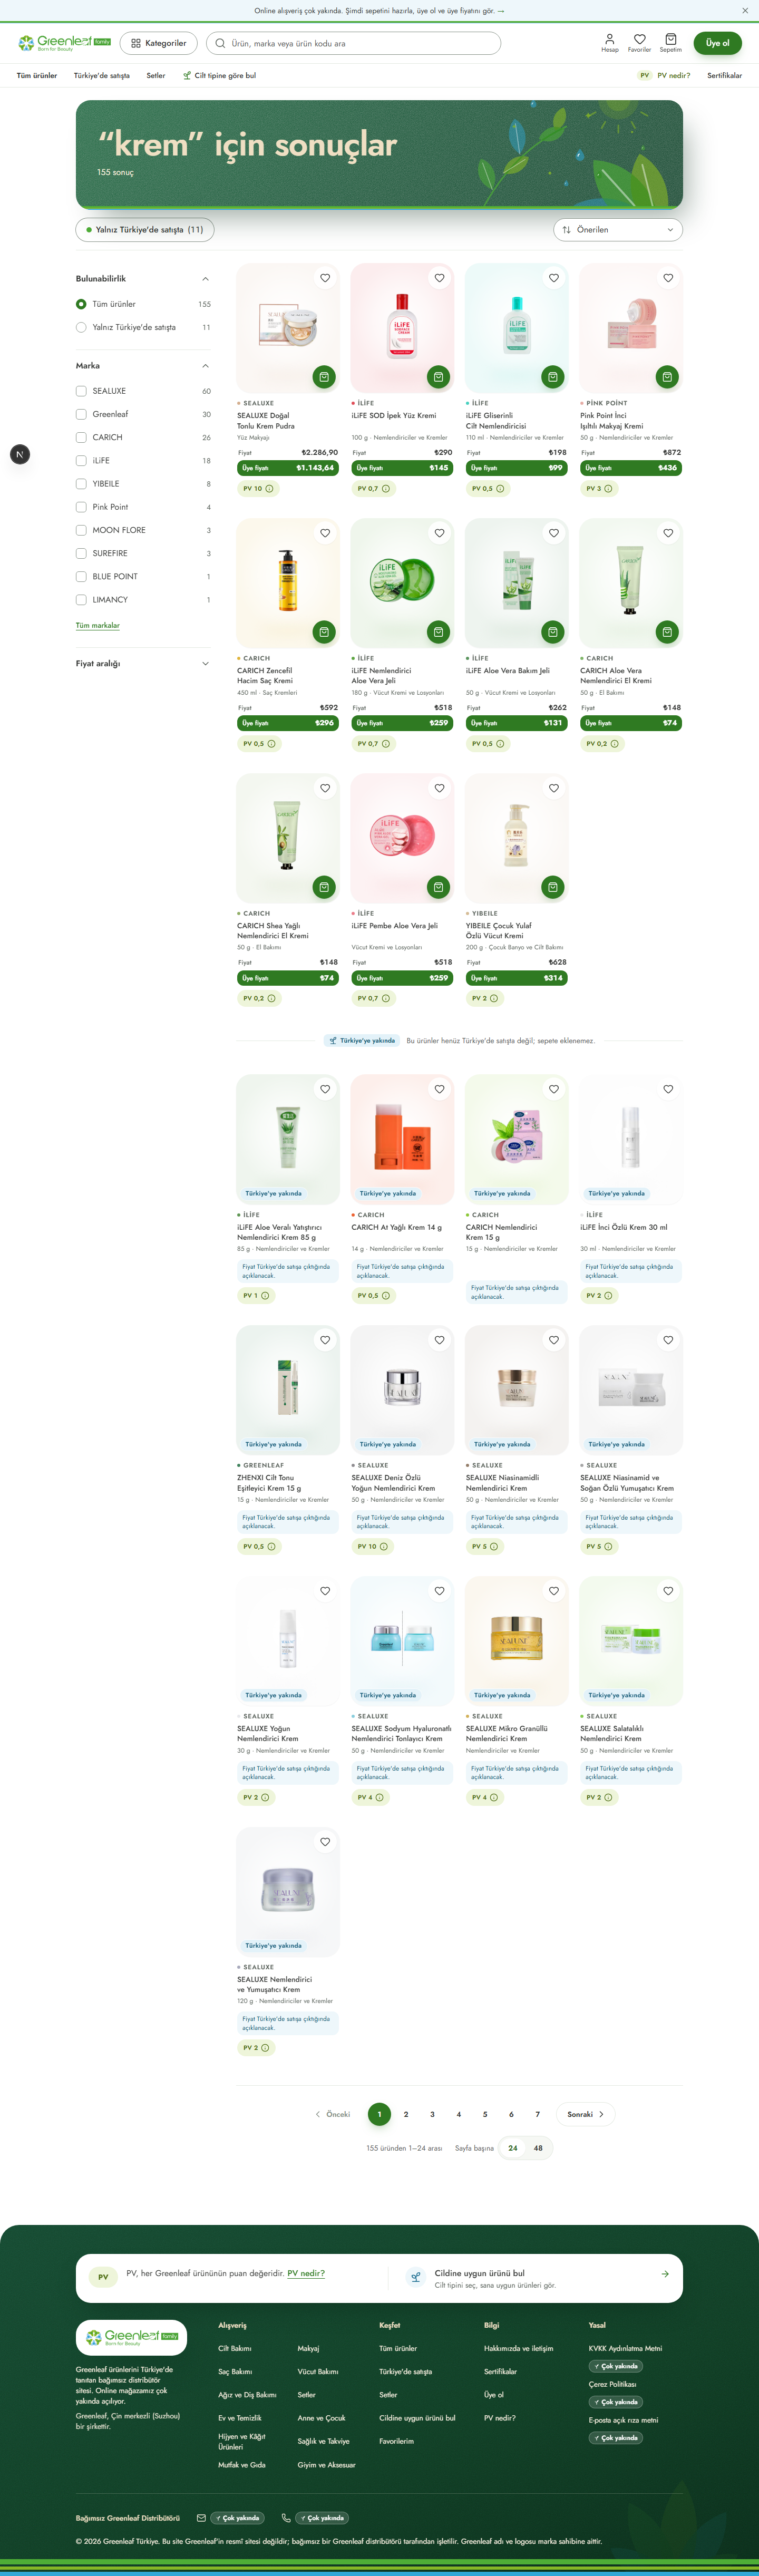 Online alışveriş çok yakında. Şimdi sepetini hazırla, üye ol ve üye fiyatını gör. →
Greenleaf family
Born for Beauty
Kategoriler
Ürün, marka veya ürün kodu ara
Hesap
Favoriler
Sepetim
Üye ol
Tüm ürünler
Türkiye'de satışta
Setler
Cilt tipine göre bul
PV PV nedir?
Sertifikalar
“krem” için sonuçlar
155 sonuç
Yalnız Türkiye'de satışta (11)
Önerilen
Bulunabilirlik
Tüm ürünler 155
Yalnız Türkiye'de satışta 11
Marka
SEALUXE 60
Greenleaf 30
CARICH 26
iLiFE 18
YIBEILE 8
Pink Point 4
MOON FLORE 3
SUREFIRE 3
BLUE POINT 1
LIMANCY 1
Tüm markalar
Fiyat aralığı
SEALUXE
SEALUXE Doğal
Tonlu Krem Pudra
Yüz Makyajı
Fiyat ₺2.286,90
Üye fiyatı ₺1.143,64
PV 10
İLİFE
iLiFE SOD İpek Yüz Kremi
100 g · Nemlendiriciler ve Kremler
Fiyat ₺290
Üye fiyatı ₺145
PV 0,7
İLİFE
iLiFE Gliserinli
Cilt Nemlendiricisi
110 ml · Nemlendiriciler ve Kremler
Fiyat ₺198
Üye fiyatı ₺99
PV 0,5
PİNK POİNT
Pink Point İnci
Işıltılı Makyaj Kremi
50 g · Nemlendiriciler ve Kremler
Fiyat ₺872
Üye fiyatı ₺436
PV 3
CARICH
CARICH Zencefil
Hacim Saç Kremi
450 ml · Saç Kremleri
Fiyat ₺592
Üye fiyatı ₺296
PV 0,5
İLİFE
iLiFE Nemlendirici
Aloe Vera Jeli
180 g · Vücut Kremi ve Losyonları
Fiyat ₺518
Üye fiyatı ₺259
PV 0,7
İLİFE
iLiFE Aloe Vera Bakım Jeli
50 g · Vücut Kremi ve Losyonları
Fiyat ₺262
Üye fiyatı ₺131
PV 0,5
CARICH
CARICH Aloe Vera
Nemlendirici El Kremi
50 g · El Bakımı
Fiyat ₺148
Üye fiyatı ₺74
PV 0,2
CARICH
CARICH Shea Yağlı
Nemlendirici El Kremi
50 g · El Bakımı
Fiyat ₺148
Üye fiyatı ₺74
PV 0,2
İLİFE
iLiFE Pembe Aloe Vera Jeli
Vücut Kremi ve Losyonları
Fiyat ₺518
Üye fiyatı ₺259
PV 0,7
YIBEILE
YIBEILE Çocuk Yulaf
Özlü Vücut Kremi
200 g · Çocuk Banyo ve Cilt Bakımı
Fiyat ₺628
Üye fiyatı ₺314
PV 2
Türkiye'ye yakında Bu ürünler henüz Türkiye'de satışta değil; sepete eklenemez.
Türkiye'ye yakında
İLİFE
iLiFE Aloe Veralı Yatıştırıcı
Nemlendirici Krem 85 g
85 g · Nemlendiriciler ve Kremler
Fiyat Türkiye'de satışa çıktığında
açıklanacak.
PV 1
Türkiye'ye yakında
CARICH
CARICH At Yağlı Krem 14 g
14 g · Nemlendiriciler ve Kremler
Fiyat Türkiye'de satışa çıktığında
açıklanacak.
PV 0,5
Türkiye'ye yakında
CARICH
CARICH Nemlendirici
Krem 15 g
15 g · Nemlendiriciler ve Kremler
Fiyat Türkiye'de satışa çıktığında
açıklanacak.
Türkiye'ye yakında
İLİFE
iLiFE İnci Özlü Krem 30 ml
30 ml · Nemlendiriciler ve Kremler
Fiyat Türkiye'de satışa çıktığında
açıklanacak.
PV 2
Türkiye'ye yakında
GREENLEAF
ZHENXI Cilt Tonu
Eşitleyici Krem 15 g
15 g · Nemlendiriciler ve Kremler
Fiyat Türkiye'de satışa çıktığında
açıklanacak.
PV 0,5
Türkiye'ye yakında
SEALUXE
SEALUXE Deniz Özlü
Yoğun Nemlendirici Krem
50 g · Nemlendiriciler ve Kremler
Fiyat Türkiye'de satışa çıktığında
açıklanacak.
PV 10
Türkiye'ye yakında
SEALUXE
SEALUXE Niasinamidli
Nemlendirici Krem
50 g · Nemlendiriciler ve Kremler
Fiyat Türkiye'de satışa çıktığında
açıklanacak.
PV 5
Türkiye'ye yakında
SEALUXE
SEALUXE Niasinamid ve
Soğan Özlü Yumuşatıcı Krem
50 g · Nemlendiriciler ve Kremler
Fiyat Türkiye'de satışa çıktığında
açıklanacak.
PV 5
Türkiye'ye yakında
SEALUXE
SEALUXE Yoğun
Nemlendirici Krem
30 g · Nemlendiriciler ve Kremler
Fiyat Türkiye'de satışa çıktığında
açıklanacak.
PV 2
Türkiye'ye yakında
SEALUXE
SEALUXE Sodyum Hyaluronatlı
Nemlendirici Tonlayıcı Krem
50 g · Nemlendiriciler ve Kremler
Fiyat Türkiye'de satışa çıktığında
açıklanacak.
PV 4
Türkiye'ye yakında
SEALUXE
SEALUXE Mikro Granüllü
Nemlendirici Krem
Nemlendiriciler ve Kremler
Fiyat Türkiye'de satışa çıktığında
açıklanacak.
PV 4
Türkiye'ye yakında
SEALUXE
SEALUXE Salatalıklı
Nemlendirici Krem
50 g · Nemlendiriciler ve Kremler
Fiyat Türkiye'de satışa çıktığında
açıklanacak.
PV 2
Türkiye'ye yakında
SEALUXE
SEALUXE Nemlendirici
ve Yumuşatıcı Krem
120 g · Nemlendiriciler ve Kremler
Fiyat Türkiye'de satışa çıktığında
açıklanacak.
PV 2
Önceki 1 2 3 4 5 6 7 Sonraki
155 üründen 1–24 arası Sayfa başına 24 48
PV PV, her Greenleaf ürününün puan değeridir. PV nedir?
Cildine uygun ürünü bul
Cilt tipini seç, sana uygun ürünleri gör.
Greenleaf family
Born for Beauty
Greenleaf ürünlerini Türkiye'de
tanıtan bağımsız distribütör
sitesi. Online mağazamız çok
yakında açılıyor.
Greenleaf, Çin merkezli (Suzhou)
bir şirkettir.
Alışveriş
Cilt Bakımı
Makyaj
Saç Bakımı
Vücut Bakımı
Ağız ve Diş Bakımı
Setler
Ev ve Temizlik
Anne ve Çocuk
Hijyen ve Kâğıt
Ürünleri
Sağlık ve Takviye
Mutfak ve Gıda
Giyim ve Aksesuar
Keşfet
Tüm ürünler
Türkiye'de satışta
Setler
Cildine uygun ürünü bul
Favorilerim
Bilgi
Hakkımızda ve iletişim
Sertifikalar
Üye ol
PV nedir?
Yasal
KVKK Aydınlatma Metni
Çok yakında
Çerez Politikası
Çok yakında
E-posta açık rıza metni
Çok yakında
Bağımsız Greenleaf Distribütörü
Çok yakında
Çok yakında
© 2026 Greenleaf Türkiye. Bu site Greenleaf'in resmî sitesi değildir; bağımsız bir Greenleaf distribütörü tarafından işletilir. Greenleaf adı ve logosu marka sahibine aittir.